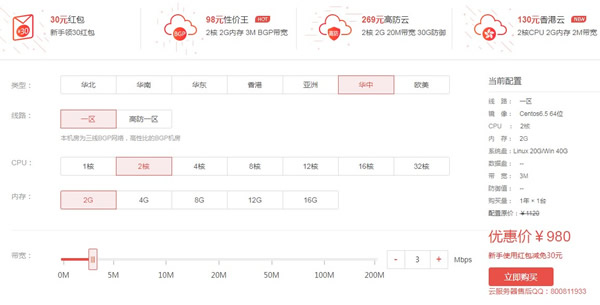 30元红包
新手领30红包
+30
98元性价王 HOT
2核 2G内存 3M BGP带宽
BGP
269元高防云
2核 2G 20M带宽 30G防御
高防
130元香港云 NEW
2核CPU 2G内存 2M带宽
类型： 华北 华南 华东 香港 亚洲 华中 欧美
线路： 一区 高防一区
本机房为三线BGP网络，高性比的BGP机房
CPU： 1核 2核 4核 8核 12核 16核 32核
内存： 2G 4G 8G 12G 16G
带宽： - 3 + Mbps
0M 5M 10M 50M 100M 200M
当前配置
线 路： 一区
镜 像： Centos6.5 64位
CPU ： 2核
内 存： 2G
系统盘：Linux 20G/Win 40G
数据盘： --
带 宽： 3M
防御值： --
购买量： 1年 * 1台
配置原价：￥1120
优惠价￥980
新手使用红包减免30元
立即购买
云服务器售后QQ：800811933